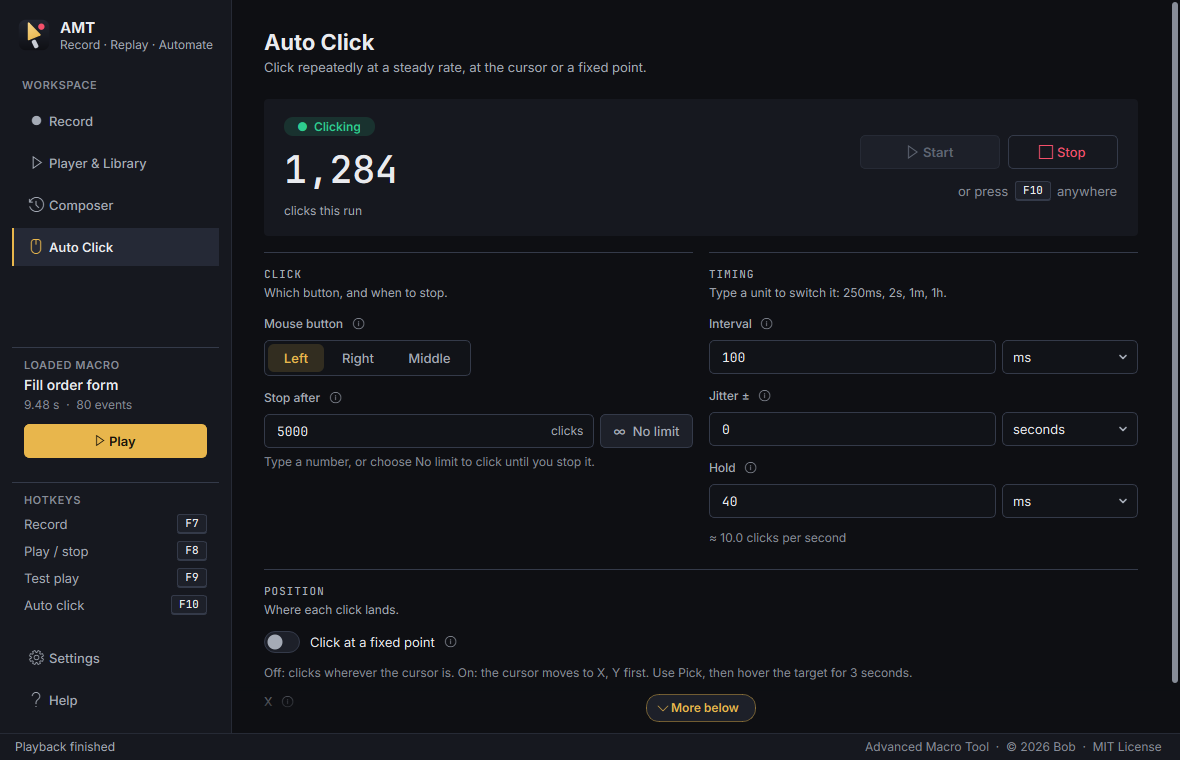 AMT
Record · Replay · Automate
WORKSPACE
Record
Player & Library
Composer
Auto Click
LOADED MACRO
Fill order form
9.48 s · 80 events
Play
HOTKEYS
Record F7
Play / stop F8
Test play F9
Auto click F10
Settings
Help
Auto Click
Click repeatedly at a steady rate, at the cursor or a fixed point.
Clicking
1,284
clicks this run
Start
Stop
or press F10 anywhere
CLICK
Which button, and when to stop.
Mouse button
Left Right Middle
Stop after
5000 clicks
∞ No limit
Type a number, or choose No limit to click until you stop it.
TIMING
Type a unit to switch it: 250ms, 2s, 1m, 1h.
Interval
100 ms
Jitter ±
0 seconds
Hold
40 ms
≈ 10.0 clicks per second
POSITION
Where each click lands.
Click at a fixed point
Off: clicks wherever the cursor is. On: the cursor moves to X, Y first. Use Pick, then hover the target for 3 seconds.
X
More below
Playback finished
Advanced Macro Tool · © 2026 Bob · MIT License